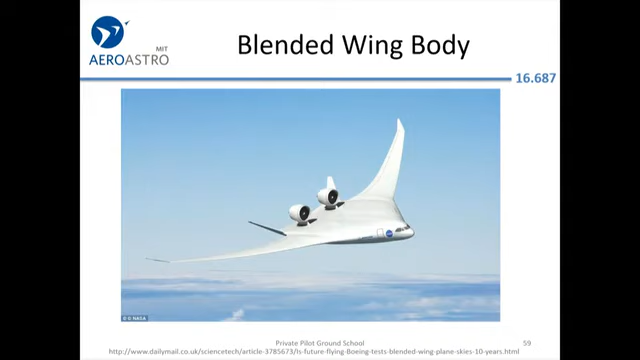 MIT
AEROASTRO
Blended Wing Body
16.687
© NASA
Private Pilot Ground School
59
http://www.dailymail.co.uk/sciencetech/article-3785673/Is-future-flying-Boeing-tests-blended-wing-plane-skies-10-years.html